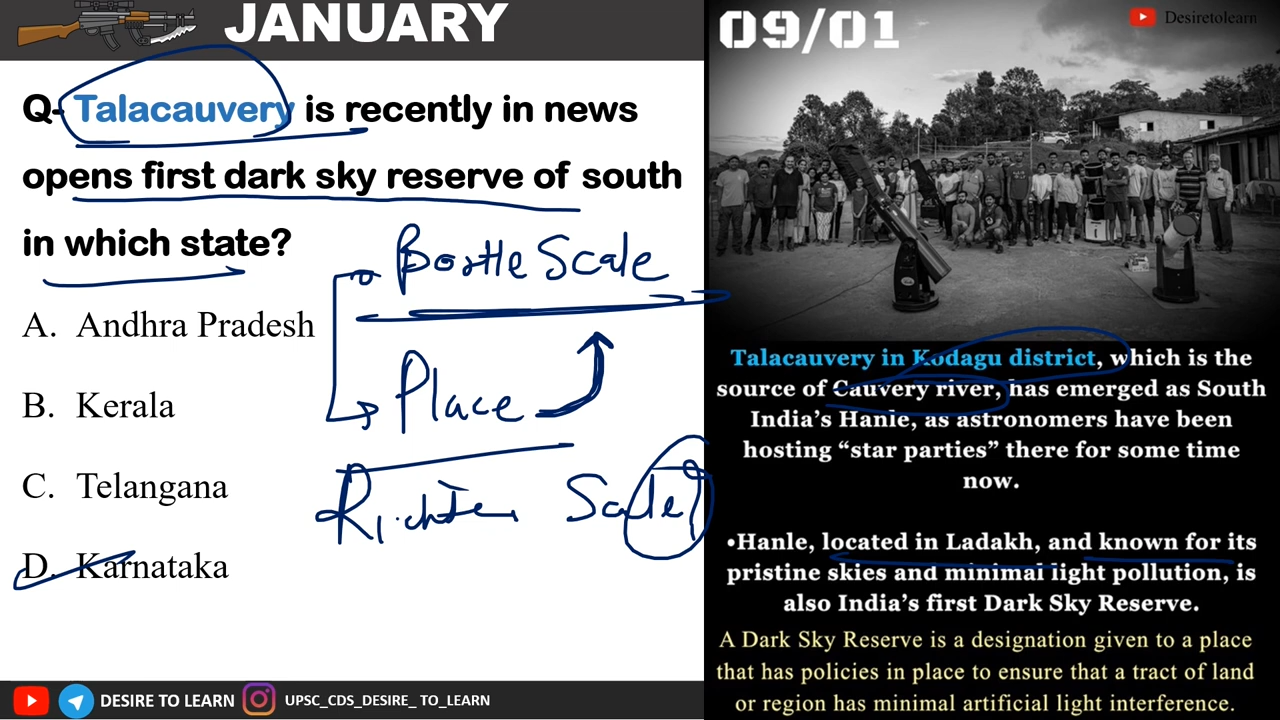 JANUARY
Q- Talacauvery is recently in news
opens first dark sky reserve of south
in which state?
A. Andhra Pradesh
B. Kerala
C. Telangana
D. Karnataka
Bortle Scale
Place
Richter Scale
DESIRE TO LEARN
UPSC_CDS_DESIRE_ TO_LEARN
09/01
Desiretolearn
Talacauvery in Kodagu district, which is the
source of Cauvery river, has emerged as South
India’s Hanle, as astronomers have been
hosting “star parties” there for some time
now.
•Hanle, located in Ladakh, and known for its
pristine skies and minimal light pollution, is
also India’s first Dark Sky Reserve.
A Dark Sky Reserve is a designation given to a place
that has policies in place to ensure that a tract of land
or region has minimal artificial light interference.